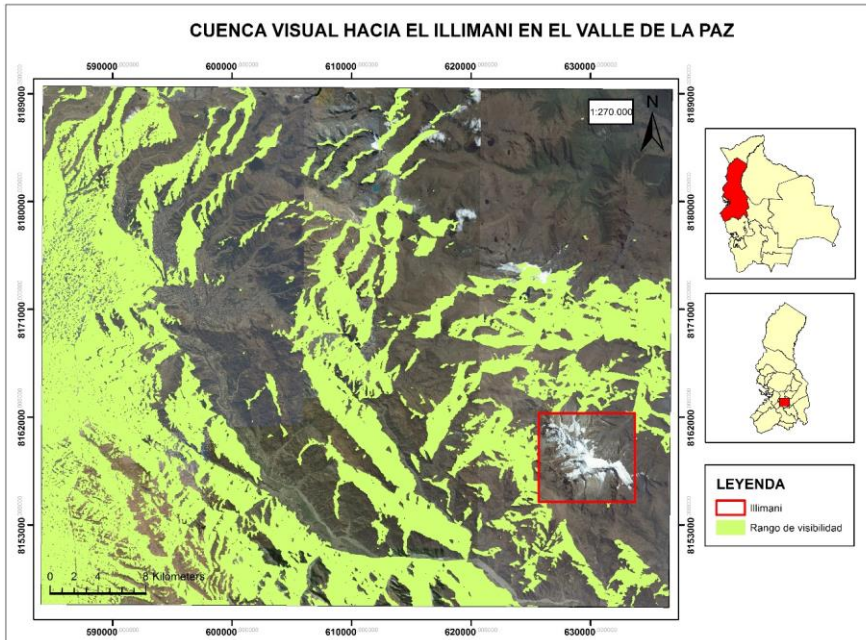 CUENCA VISUAL HACIA EL ILLIMANI EN EL VALLE DE LA PAZ
590000 600000 610000 620000 630000
8189000
8189000
1:270.000
N
8180000
8180000
8171000
8171000
8162000
8162000
8153000
8153000
LEYENDA
Illimani
Rango de visibilidad
0 2 4 8 Kilometers
590000 600000 610000 620000 630000